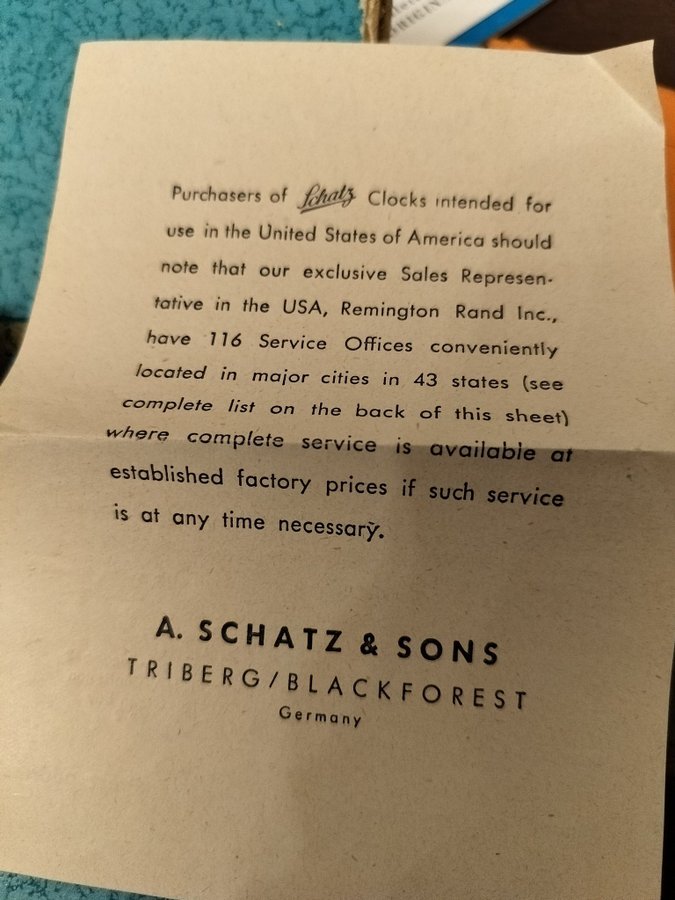 Purchasers of Schatz Clocks intended for
use in the United States of America should
note that our exclusive Sales Represen-
tative in the USA, Remington Rand Inc.,
have 116 Service Offices conveniently
located in major cities in 43 states (see
complete list on the back of this sheet)
where complete service is available at
established factory prices if such service
is at any time necessary.
A. SCHATZ & SONS
TRIBERG/BLACKFOREST
Germany